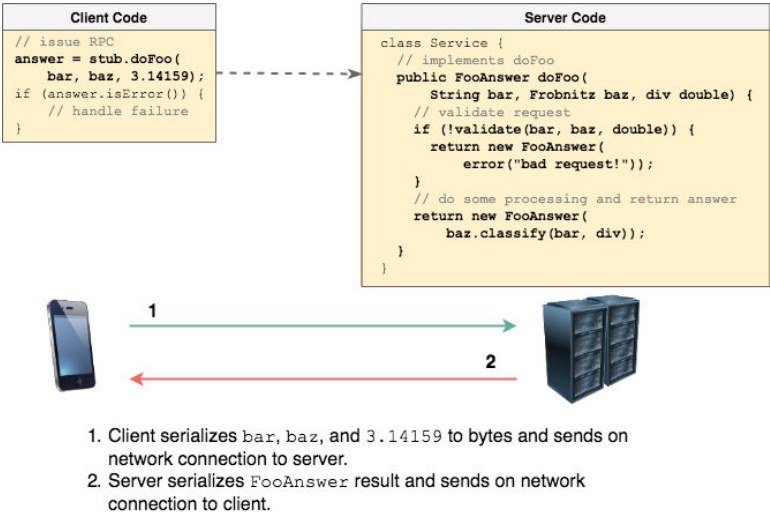 Client Code
// issue RPC
answer = stub.doFoo(
bar, baz, 3.14159);
if (answer.isError()) {
// handle failure
}
Server Code
class Service {
// implements doFoo
public FooAnswer doFoo(
String bar, Frobnitz baz, div double) {
// validate request
if (!validate(bar, baz, double)) {
return new FooAnswer(
error("bad request!"));
}
// do some processing and return answer
return new FooAnswer(
baz.classify(bar, div));
}
}
1
2
1. Client serializes bar, baz, and 3.14159 to bytes and sends on
network connection to server.
2. Server serializes FooAnswer result and sends on network
connection to client.